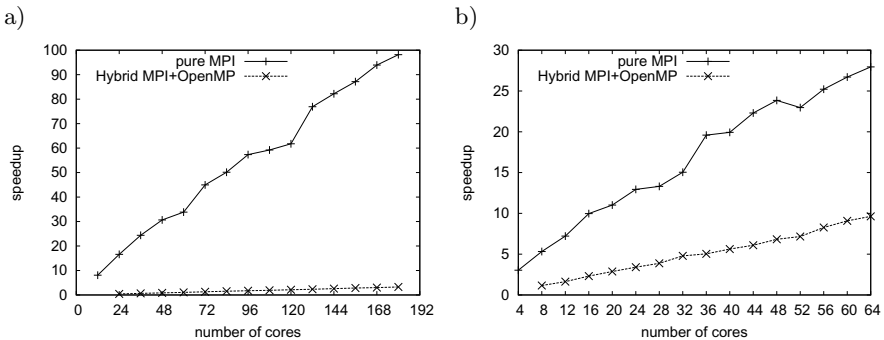 a)
b)
100
90
80
70
60
50
40
30
20
10
0
speedup
pure MPI
Hybrid MPI+OpenMP
0 24 48 72 96 120 144 168 192
number of cores
30
25
20
15
10
5
0
speedup
pure MPI
Hybrid MPI+OpenMP
4 8 12 16 20 24 28 32 36 40 44 48 52 56 60 64
number of cores